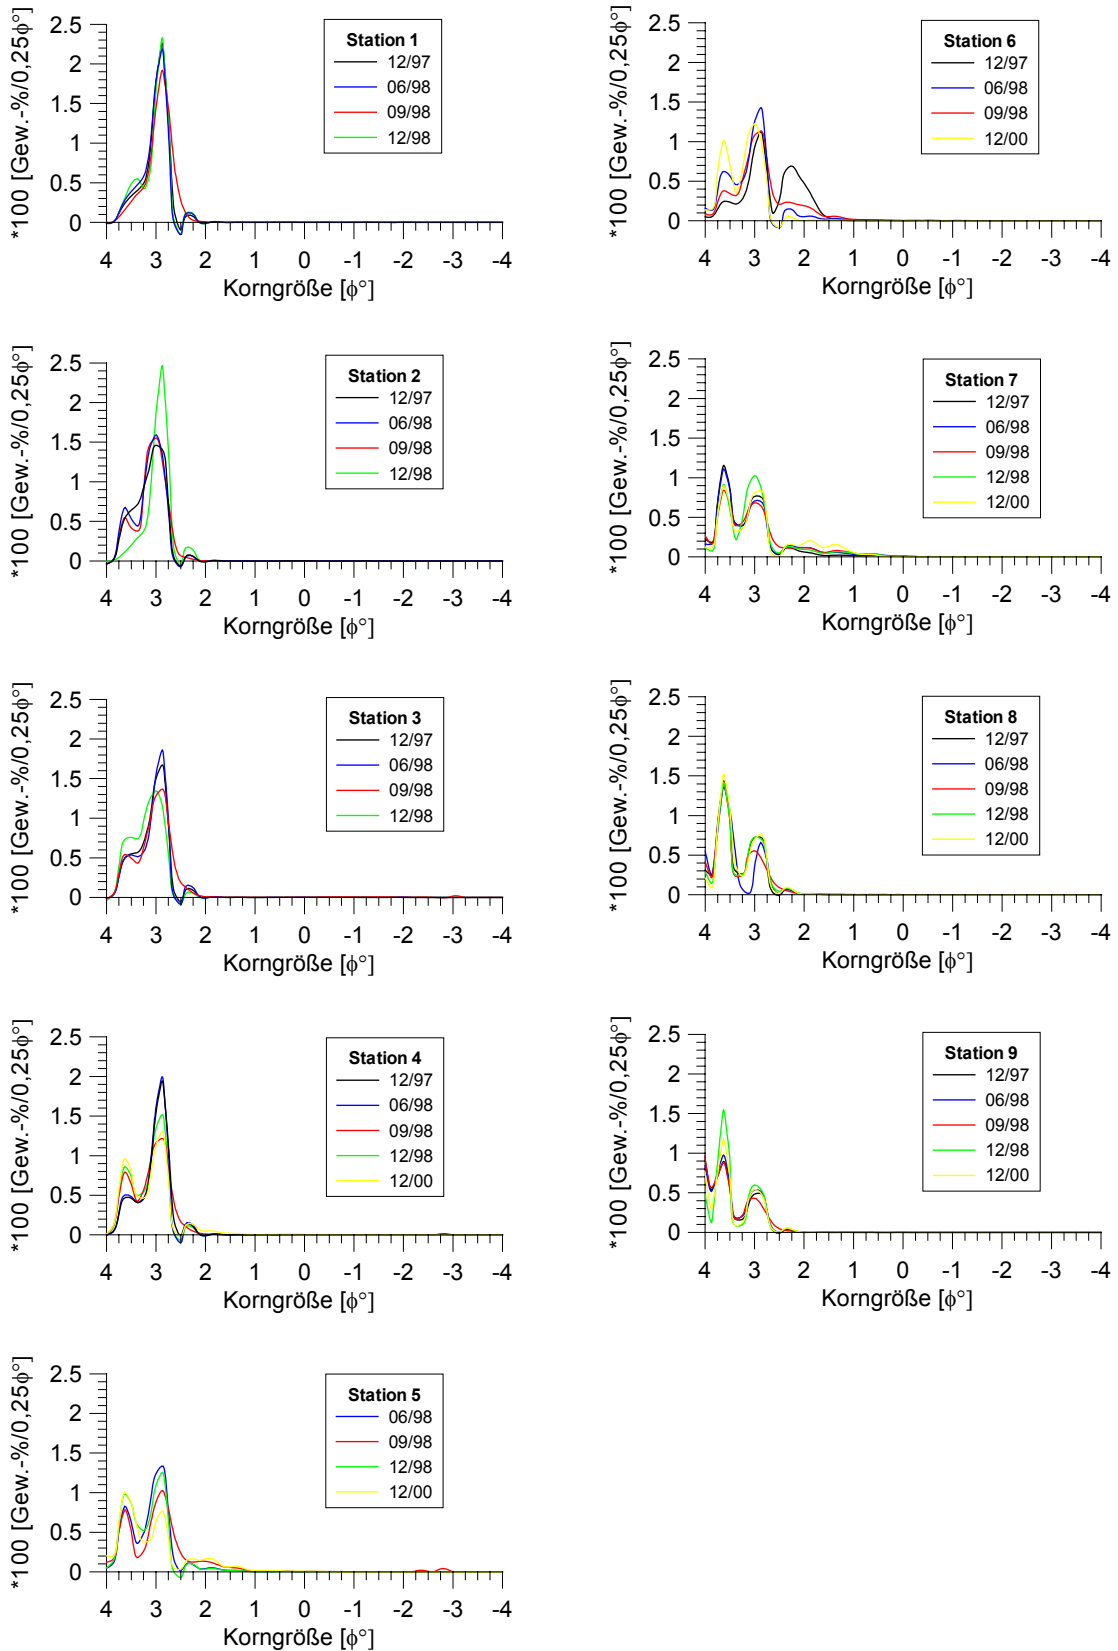 *100 [Gew.-%/0,25ϕ°]
2.5
2
1.5
1
0.5
0
4 3 2 1 0 -1 -2 -3 -4
Korngröße [ϕ°]
Station 1
12/97
06/98
09/98
12/98
*100 [Gew.-%/0,25ϕ°]
2.5
2
1.5
1
0.5
0
4 3 2 1 0 -1 -2 -3 -4
Korngröße [ϕ°]
Station 6
12/97
06/98
09/98
12/00
*100 [Gew.-%/0,25ϕ°]
2.5
2
1.5
1
0.5
0
4 3 2 1 0 -1 -2 -3 -4
Korngröße [ϕ°]
Station 2
12/97
06/98
09/98
12/98
*100 [Gew.-%/0,25ϕ°]
2.5
2
1.5
1
0.5
0
4 3 2 1 0 -1 -2 -3 -4
Korngröße [ϕ°]
Station 7
12/97
06/98
09/98
12/98
12/00
*100 [Gew.-%/0,25ϕ°]
2.5
2
1.5
1
0.5
0
4 3 2 1 0 -1 -2 -3 -4
Korngröße [ϕ°]
Station 3
12/97
06/98
09/98
12/98
*100 [Gew.-%/0,25ϕ°]
2.5
2
1.5
1
0.5
0
4 3 2 1 0 -1 -2 -3 -4
Korngröße [ϕ°]
Station 8
12/97
06/98
09/98
12/98
12/00
*100 [Gew.-%/0,25ϕ°]
2.5
2
1.5
1
0.5
0
4 3 2 1 0 -1 -2 -3 -4
Korngröße [ϕ°]
Station 4
12/97
06/98
09/98
12/98
12/00
*100 [Gew.-%/0,25ϕ°]
2.5
2
1.5
1
0.5
0
4 3 2 1 0 -1 -2 -3 -4
Korngröße [ϕ°]
Station 9
12/97
06/98
09/98
12/98
12/00
*100 [Gew.-%/0,25ϕ°]
2.5
2
1.5
1
0.5
0
4 3 2 1 0 -1 -2 -3 -4
Korngröße [ϕ°]
Station 5
06/98
09/98
12/98
12/00